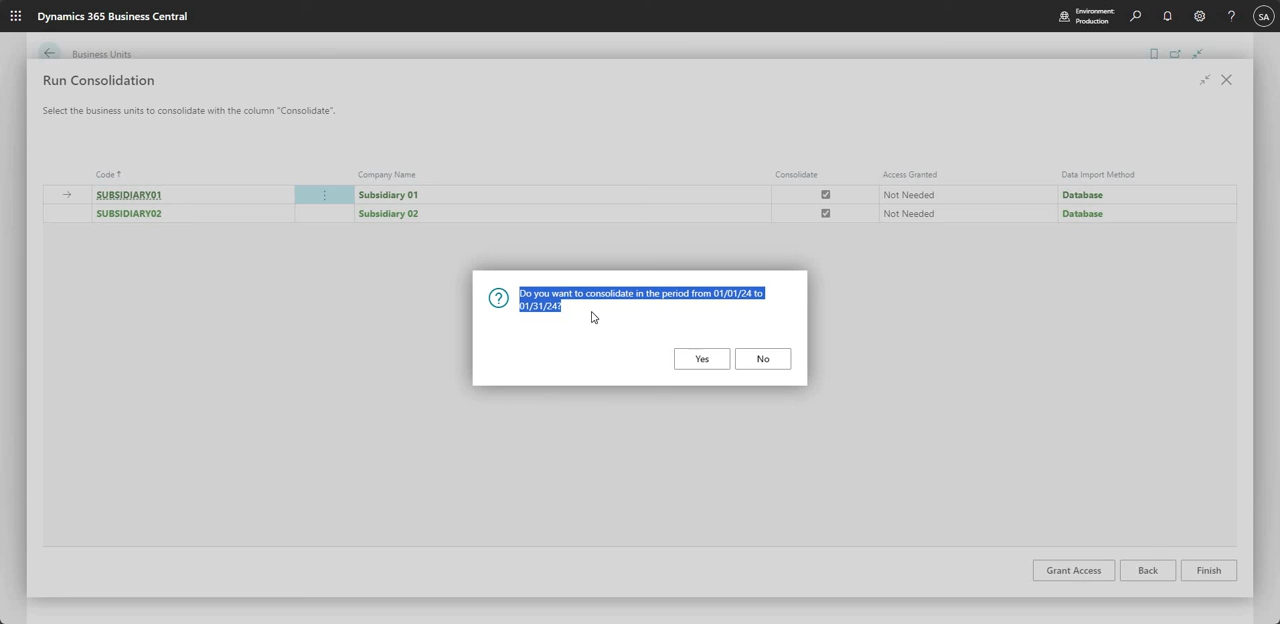 Dynamics 365 Business Central
Environment:
Production
?
SA
Business Units
Run Consolidation
Select the business units to consolidate with the column "Consolidate".
Code ↑ Company Name Consolidate Access Granted Data Import Method
→ SUBSIDIARY01 Subsidiary 01 Not Needed Database
SUBSIDIARY02 Subsidiary 02 Not Needed Database
? Do you want to consolidate in the period from 01/01/24 to
01/31/24?
Yes No
Grant Access Back Finish